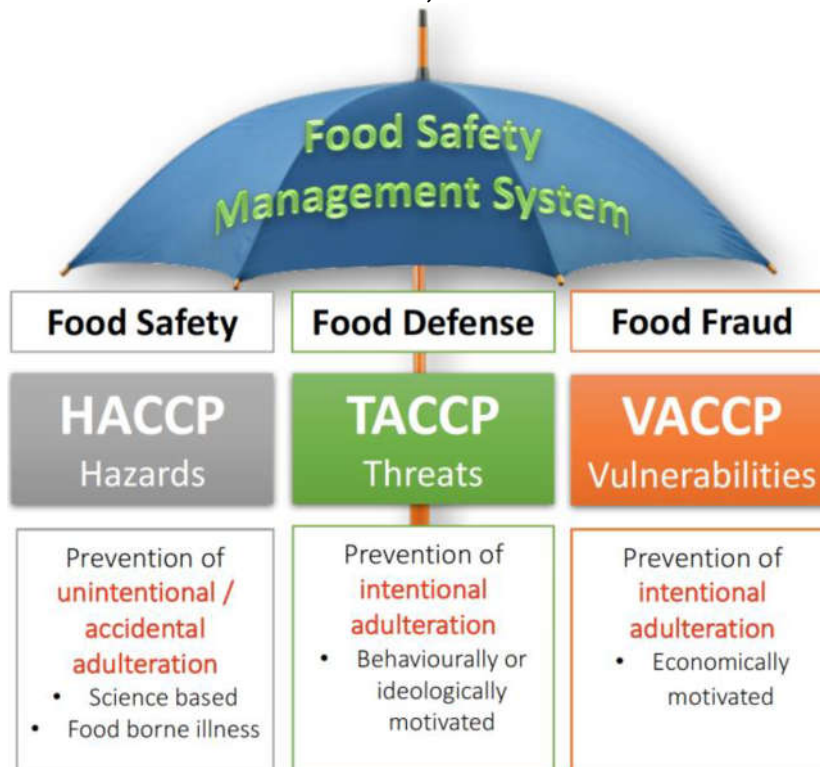 Food Safety
Management System
Food Safety
HACCP
Hazards
Prevention of
unintentional /
accidental
adulteration
• Science based
• Food borne illness
Food Defense
TACCP
Threats
Prevention of
intentional
adulteration
• Behaviourally or
ideologically
motivated
Food Fraud
VACCP
Vulnerabilities
Prevention of
intentional
adulteration
• Economically
motivated